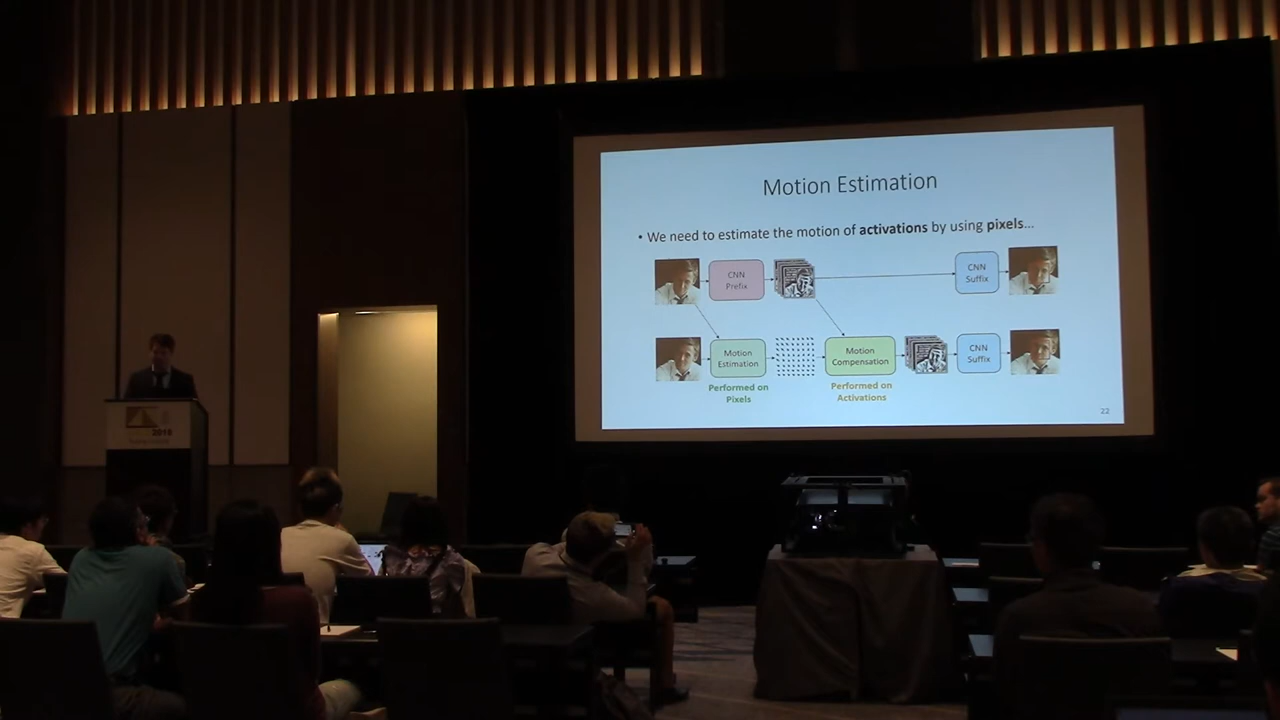 Motion Estimation
• We need to estimate the motion of activations by using pixels...
CNN
Prefix
CNN
Suffix
Motion
Estimation
Motion
Compensation
CNN
Suffix
Performed on
Pixels
Performed on
Activations
22
2018